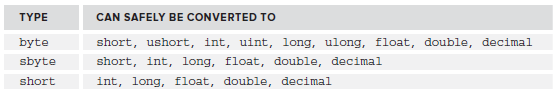 TYPE CAN SAFELY BE CONVERTED TO
byte short, ushort, int, uint, long, ulong, float, double, decimal
sbyte short, int, long, float, double, decimal
short int, long, float, double, decimal